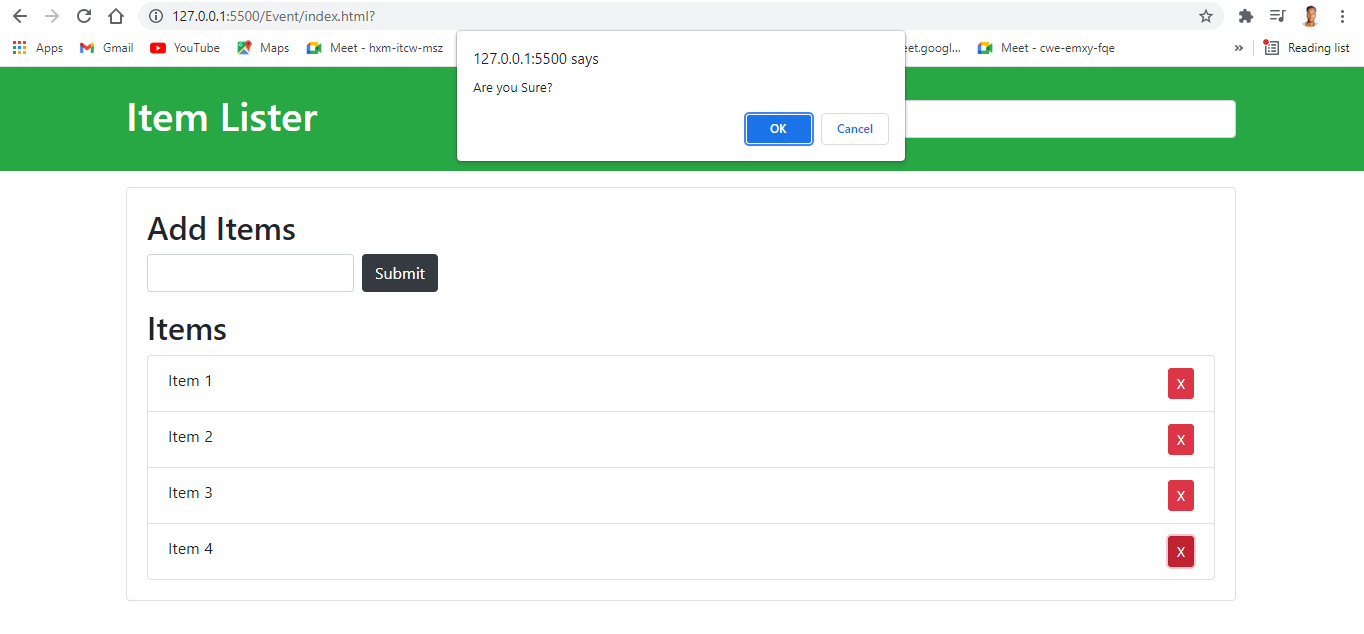 127.0.0.1:5500/Event/index.html?
Apps Gmail YouTube Maps Meet - hxm-itcw-msz eet.googl... Meet - cwe-emxy-fqe » Reading list
127.0.0.1:5500 says
Are you Sure?
OK Cancel
Item Lister
Add Items
Submit
Items
Item 1 X
Item 2 X
Item 3 X
Item 4 X